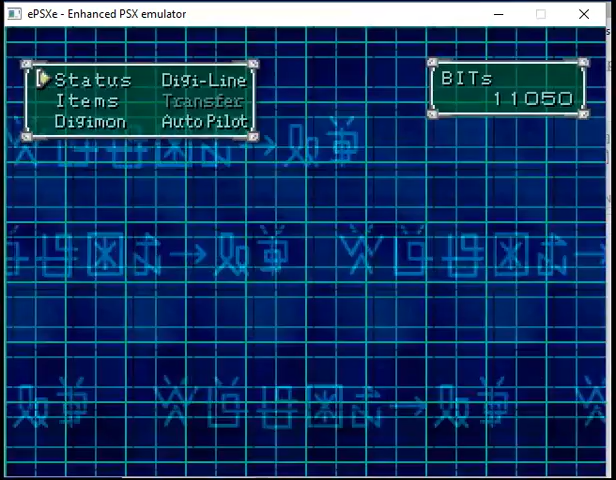 ePSXe - Enhanced PSX emulator
Status Digi-Line
Items Transfer
Digimon Auto Pilot
BITs
11050